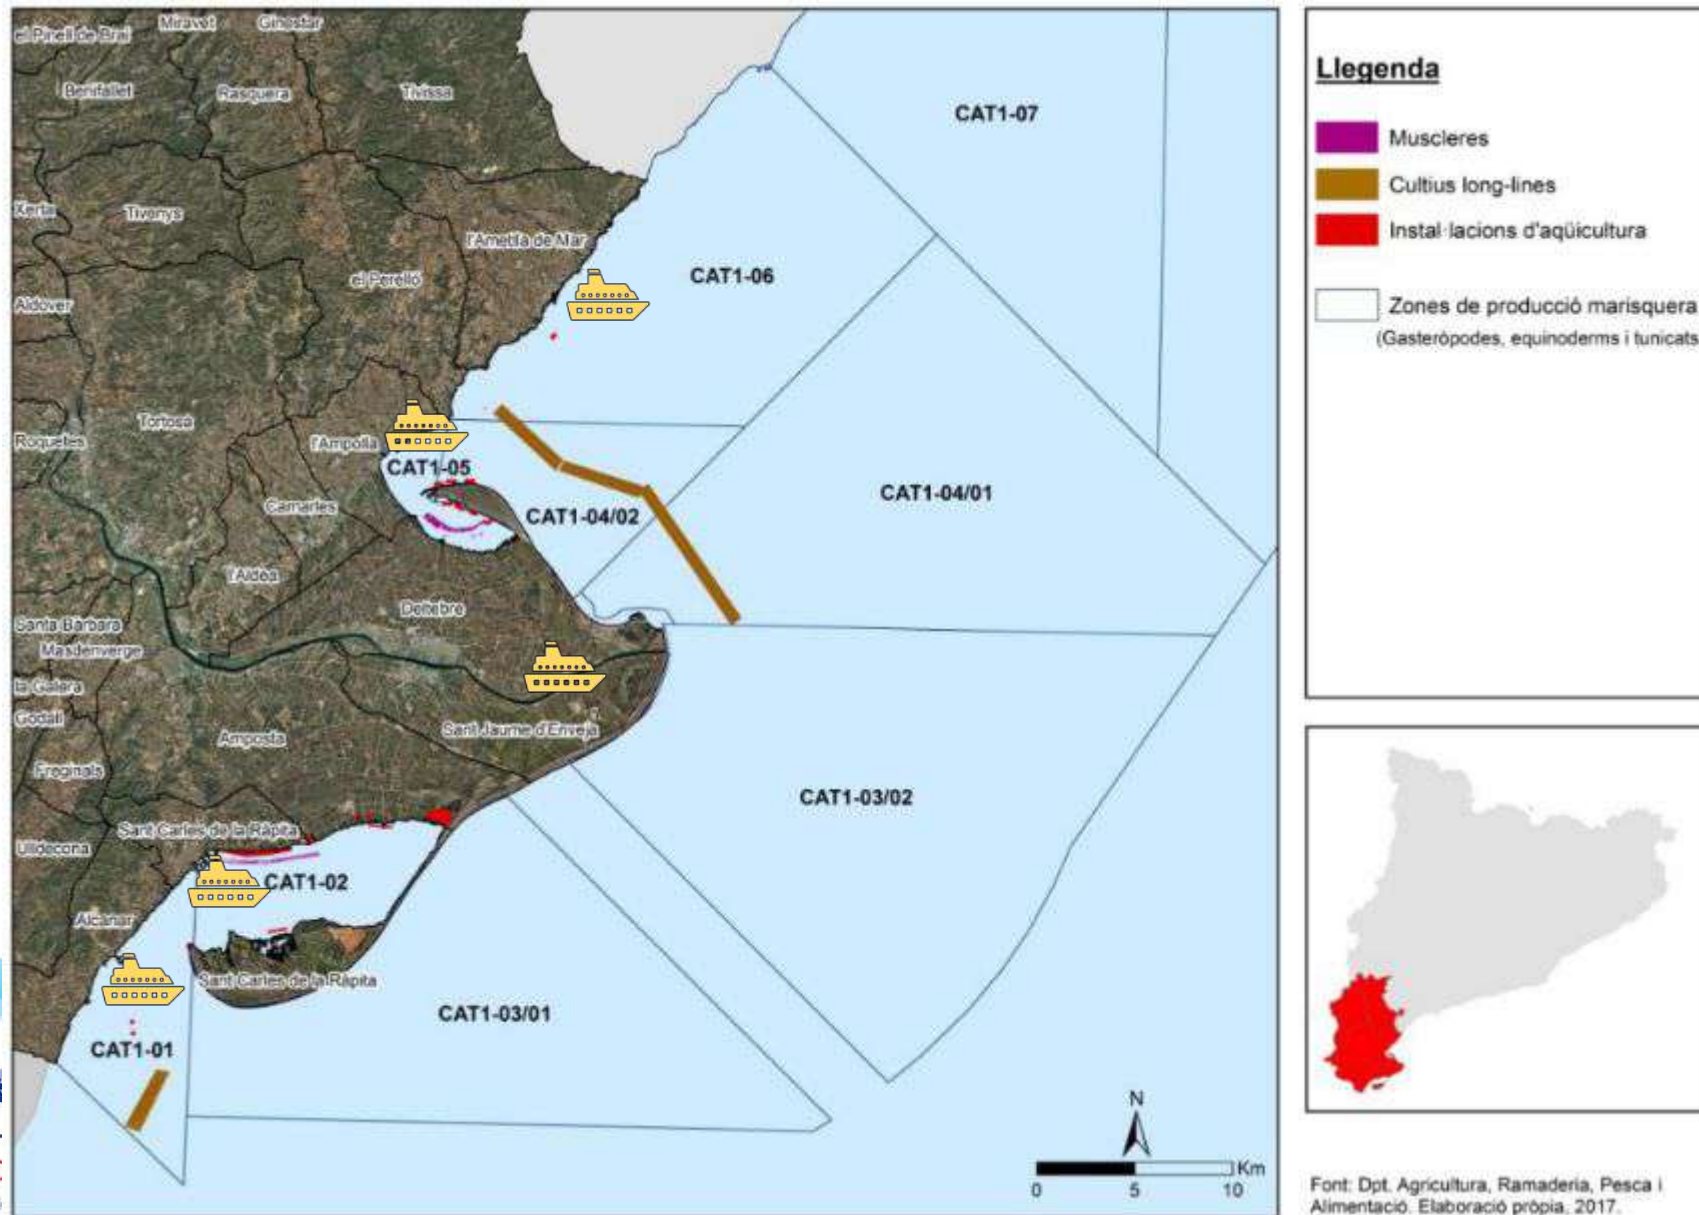 el Pinell de Brai
Miravet
Ginestar
Benifallet
Rasquera
Tivissa
CAT1-07
Xerta
Tivenys
l'Ametlla de Mar
el Perelló
CAT1-06
Aldover
Tortosa
Roquetes
l'Ampolla
CAT1-05
Camarles
CAT1-04/02
CAT1-04/01
l'Aldea
Deltebre
Santa Bàrbara
Masdenverge
la Galera
Godall
Amposta
Sant Jaume d'Enveja
Freginals
CAT1-03/02
Sant Carles de la Ràpita
Ulldecona
CAT1-02
Alcanar
Sant Carles de la Ràpita
CAT1-03/01
CAT1-01
N
Km
0 5 10
Llegenda
Muscleres
Cultius long-lines
Instal·lacions d'aqüicultura
Zones de producció marisquera
(Gasteròpodes, equinoderms i tunicats
Font: Dpt. Agricultura, Ramaderia, Pesca i
Alimentació. Elaboració pròpia, 2017.